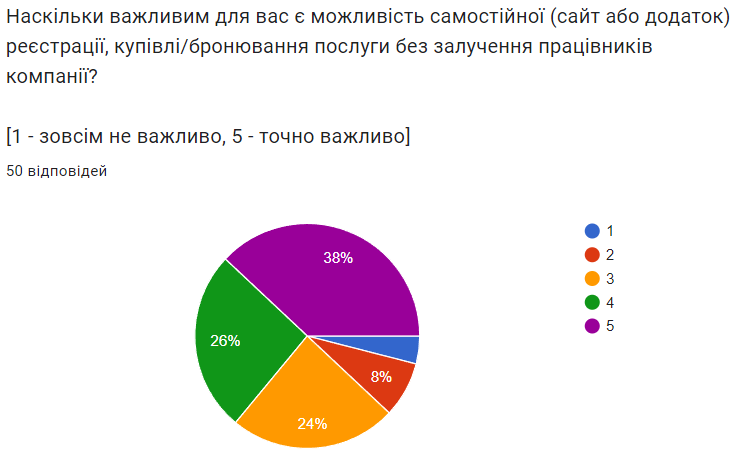 Наскільки важливим для вас є можливість самостійної (сайт або додаток)
реєстрації, купівлі/бронювання послуги без залучення працівників
компанії?
[1 - зовсім не важливо, 5 - точно важливо]
50 відповідей
38%
26%
8%
24%
1
2
3
4
5